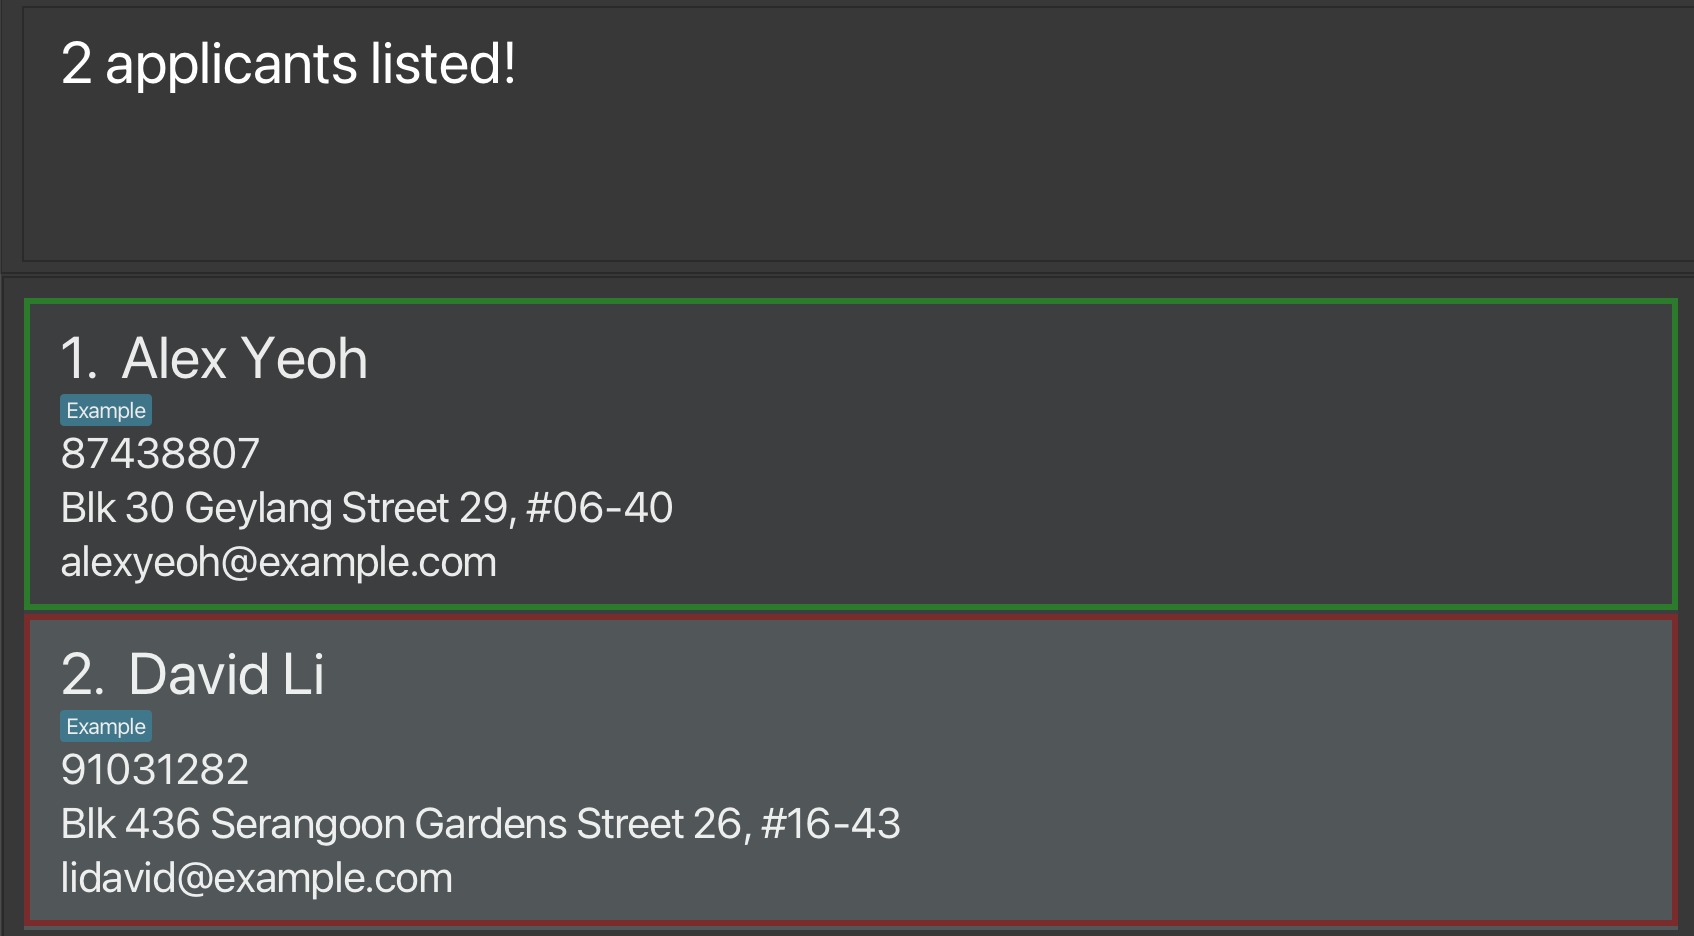 2 applicants listed!
1. Alex Yeoh
Example
87438807
Blk 30 Geylang Street 29, #06-40
alexyeoh@example.com
2. David Li
Example
91031282
Blk 436 Serangoon Gardens Street 26, #16-43
lidavid@example.com